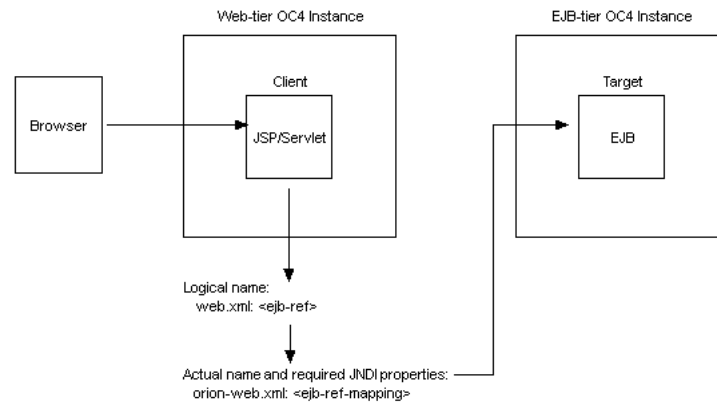 Web-tier OC4 Instance
EJB-tier OC4 Instance
Client
Target
Browser
JSP/Servlet
EJB
Logical name:
web.xml: <ejb-ref>
Actual name and required JNDI properties:
orion-web.xml: <ejb-ref-mapping>